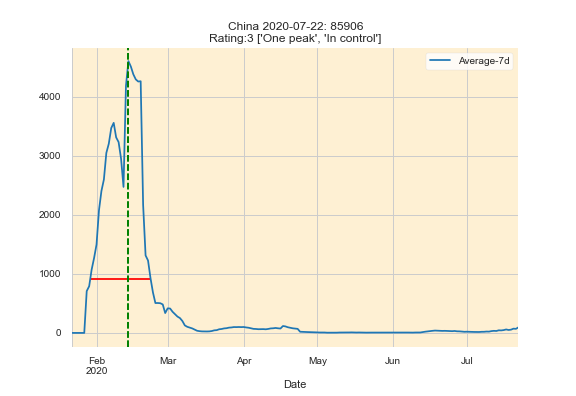 China 2020-07-22: 85906
Rating:3 ['One peak', 'In control']
Average-7d
4000
3000
2000
1000
0
Feb
2020
Mar
Apr
May
Jun
Jul
Date